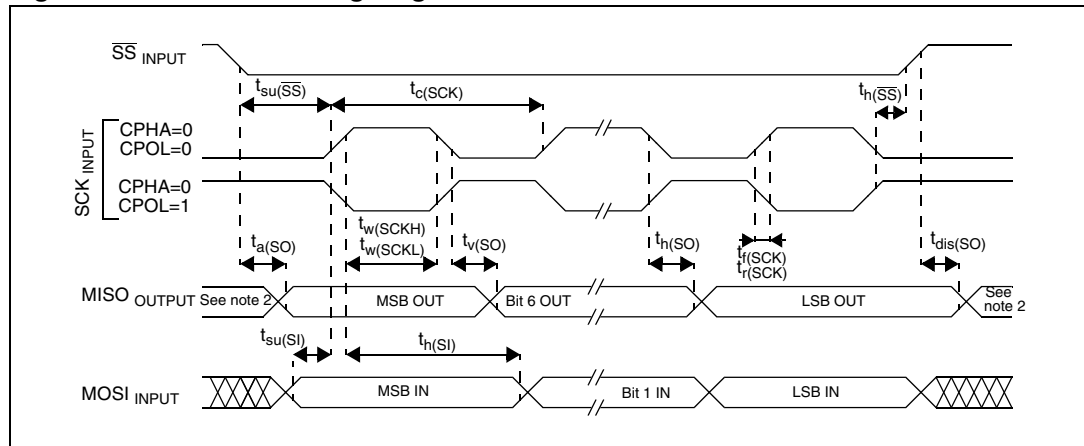 SS INPUT
tsu(SS)
tc(SCK)
th(SS)
SCK INPUT
CPHA=0
CPOL=0
CPHA=0
CPOL=1
ta(SO)
tw(SCKH)
tw(SCKL)
tv(SO)
th(SO)
tf(SCK)
tr(SCK)
tdis(SO)
MISO OUTPUT
See note 2
MSB OUT
Bit 6 OUT
LSB OUT
See
note 2
tsu(SI)
th(SI)
MOSI INPUT
MSB IN
Bit 1 IN
LSB IN